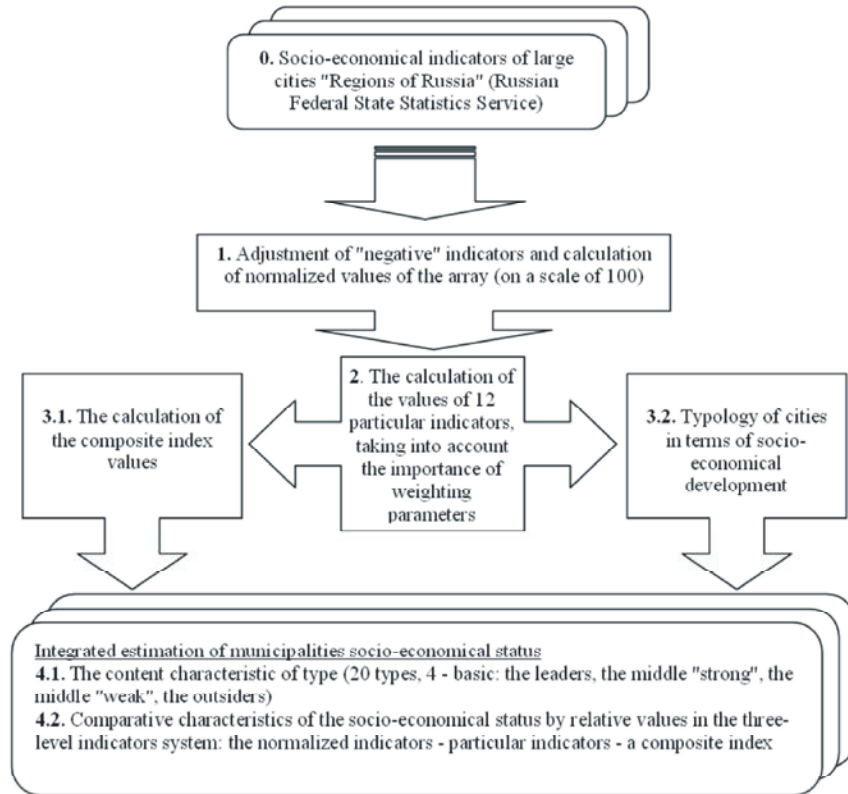 0. Socio-economical indicators of large
cities "Regions of Russia" (Russian
Federal State Statistics Service)
1. Adjustment of "negative" indicators and calculation
of normalized values of the array (on a scale of 100)
2. The calculation of
the values of 12
particular indicators,
taking into account
the importance of
weighting
parameters
3.1. The calculation of
the composite index
values
3.2. Typology of cities
in terms of socio-
economical
development
Integrated estimation of municipalities socio-economical status
4.1. The content characteristic of type (20 types, 4 - basic: the leaders, the middle "strong", the
middle "weak", the outsiders)
4.2. Comparative characteristics of the socio-economical status by relative values in the three-
level indicators system: the normalized indicators - particular indicators - a composite index